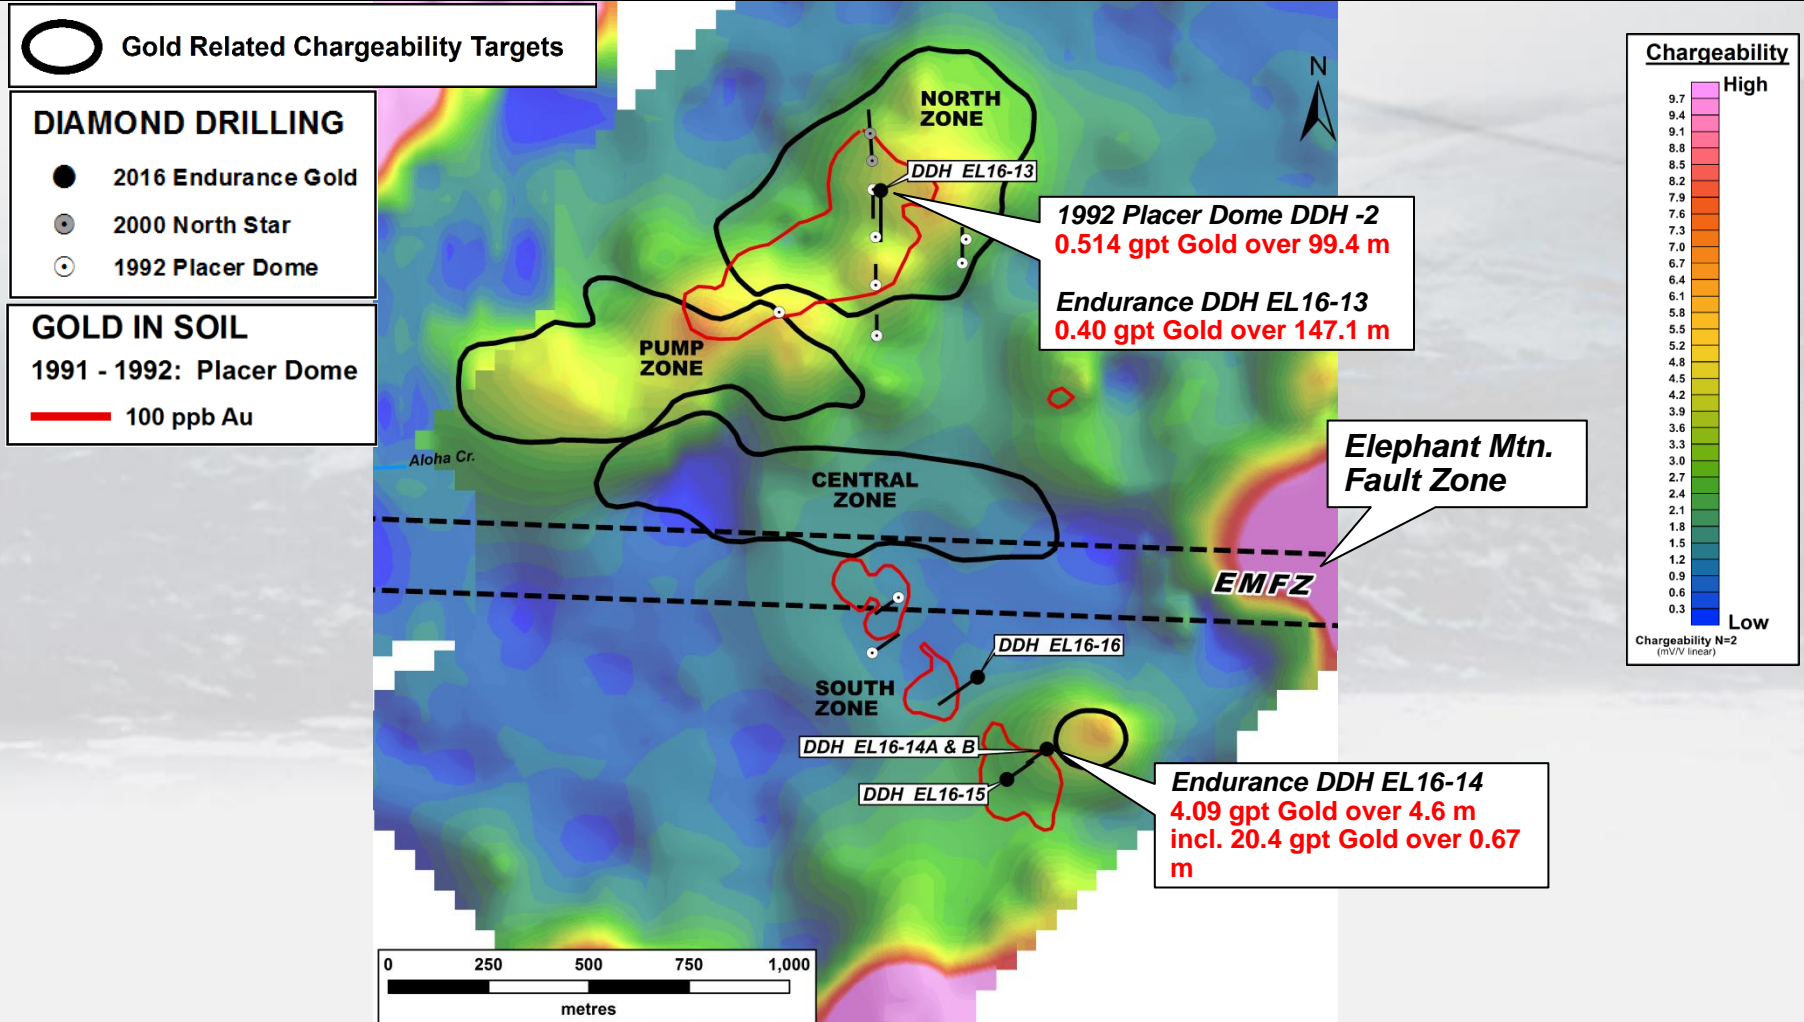 Gold Related Chargeability Targets
DIAMOND DRILLING
2016 Endurance Gold
2000 North Star
1992 Placer Dome
GOLD IN SOIL
1991 - 1992: Placer Dome
100 ppb Au
N
NORTH
ZONE
DDH EL16-13
1992 Placer Dome DDH -2
0.514 gpt Gold over 99.4 m
Endurance DDH EL16-13
0.40 gpt Gold over 147.1 m
PUMP
ZONE
Aloha Cr.
CENTRAL
ZONE
Elephant Mtn.
Fault Zone
EMFZ
DDH EL16-16
SOUTH
ZONE
DDH EL16-14A & B
DDH EL16-15
Endurance DDH EL16-14
4.09 gpt Gold over 4.6 m
incl. 20.4 gpt Gold over 0.67
m
0 250 500 750 1,000
metres
Chargeability
High
9.7
9.4
9.1
8.8
8.5
8.2
7.9
7.6
7.3
7.0
6.7
6.4
6.1
5.8
5.5
5.2
4.8
4.5
4.2
3.9
3.6
3.3
3.0
2.7
2.4
2.1
1.8
1.5
1.2
0.9
0.6
0.3
Low
Chargeability N=2
(mV/V linear)